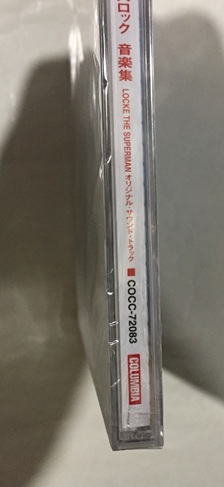 ロック 音楽集
LOCKE THE SUPERMAN オリジナル・サウンド・トラック
■ COCC-72083
COLUMBIA